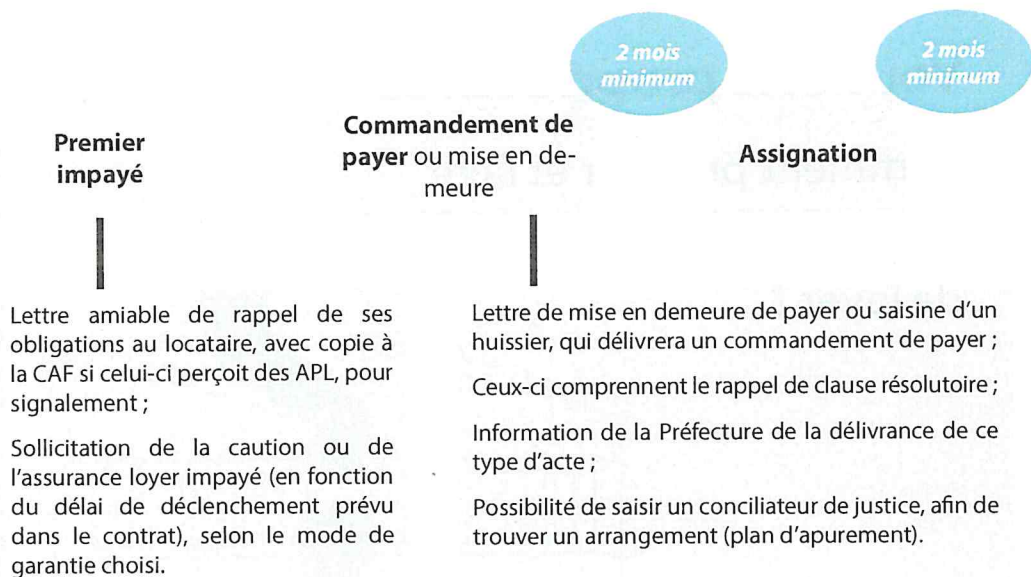 2 mois
minimum
2 mois
minimum
Premier
impayé
Commandement de
payer ou mise en de-
meure
Assignation
Lettre amiable de rappel de ses
obligations au locataire, avec copie à
la CAF si celui-ci perçoit des APL, pour
signalement ;
Sollicitation de la caution ou de
l'assurance loyer impayé (en fonction
du délai de déclenchement prévu
dans le contrat), selon le mode de
garantie choisi.
Lettre de mise en demeure de payer ou saisine d'un
huissier, qui délivrera un commandement de payer ;
Ceux-ci comprennent le rappel de clause résolutoire ;
Information de la Préfecture de la délivrance de ce
type d'acte ;
Possibilité de saisir un conciliateur de justice, afin de
trouver un arrangement (plan d'apurement).